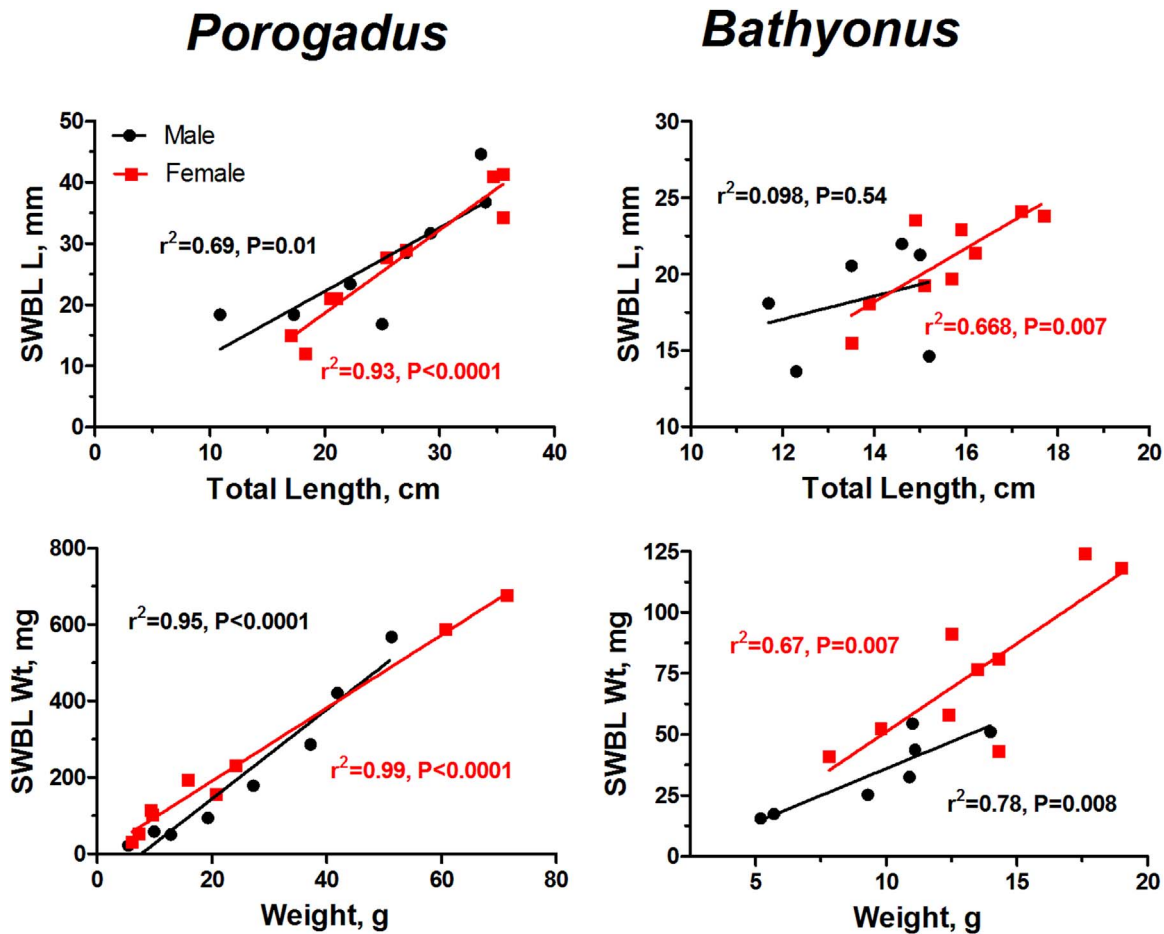 Porogadus
Bathyonus
50
40
30
20
10
0
SWBL L, mm
Male
Female
r²=0.69, P=0.01
r²=0.93, P<0.0001
0 10 20 30 40
Total Length, cm
30
25
20
15
10
SWBL L, mm
r²=0.098, P=0.54
r²=0.668, P=0.007
10 12 14 16 18 20
Total Length, cm
800
600
400
200
0
SWBL Wt, mg
r²=0.95, P<0.0001
r²=0.99, P<0.0001
0 20 40 60 80
Weight, g
125
100
75
50
25
0
SWBL Wt, mg
r²=0.67, P=0.007
r²=0.78, P=0.008
5 10 15 20
Weight, g